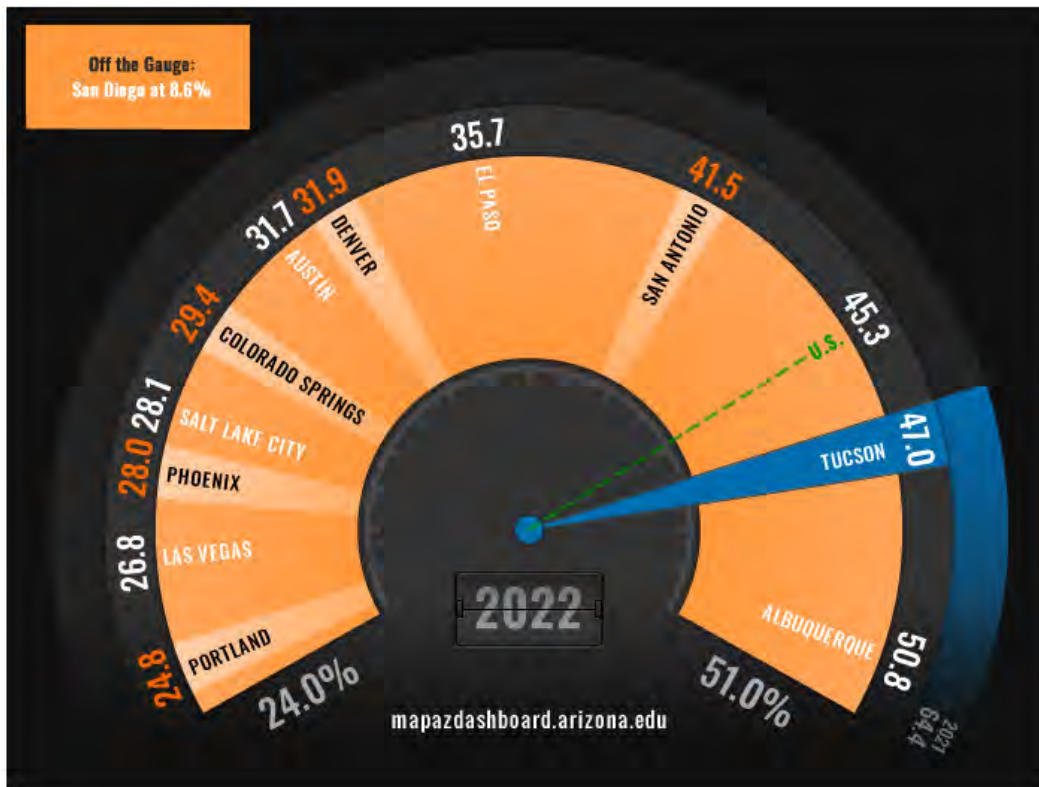 Off the Gauge:
San Diego at 8.6%
24.8
PORTLAND
26.8
LAS VEGAS
28.0
PHOENIX
28.1
SALT LAKE CITY
29.4
COLORADO SPRINGS
31.7
AUSTIN
31.9
DENVER
35.7
EL PASO
41.5
SAN ANTONIO
45.3
U.S.
47.0
TUCSON
50.8
ALBUQUERQUE
2021
64.4
24.0%
2022
51.0%
mapazdashboard.arizona.edu